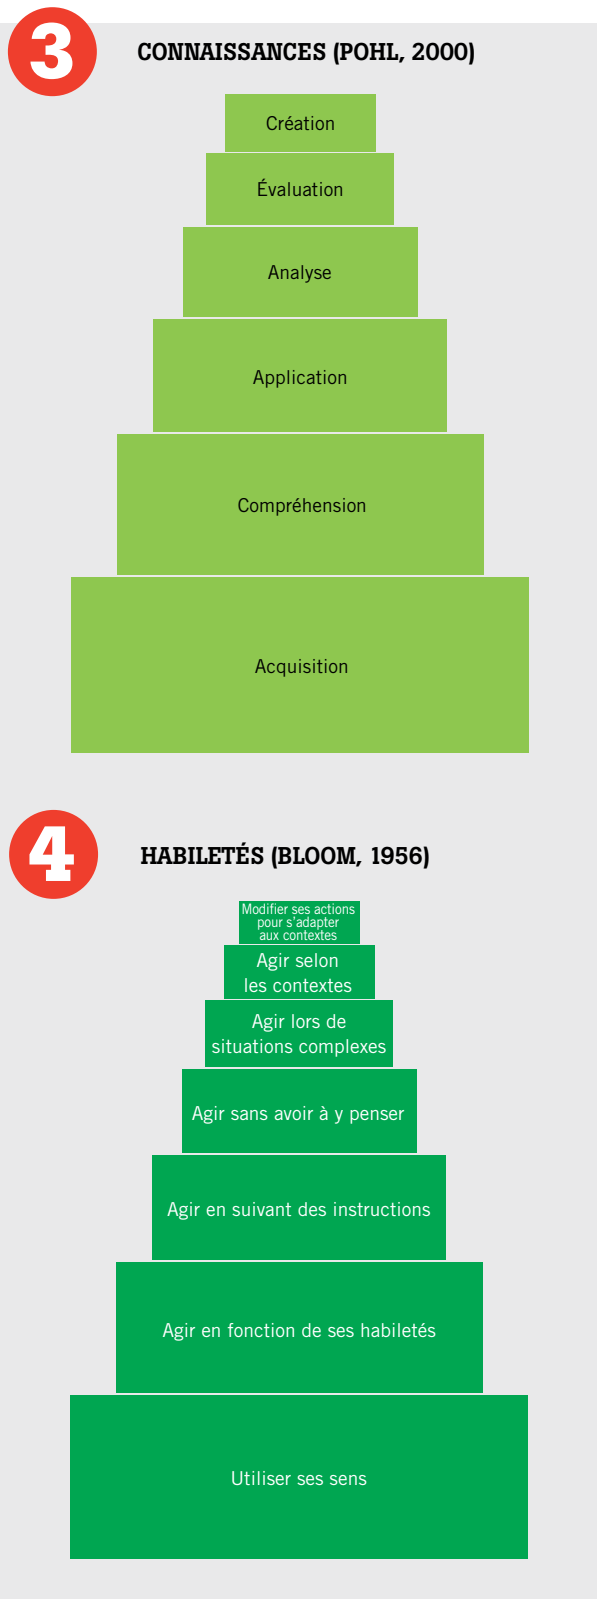 3
CONNAISSANCES (POHL, 2000)
Création
Évaluation
Analyse
Application
Compréhension
Acquisition
4
HABILETÉS (BLOOM, 1956)
Modifier ses actions
pour s'adapter
aux contextes
Agir selon
les contextes
Agir lors de
situations complexes
Agir sans avoir à y penser
Agir en suivant des instructions
Agir en fonction de ses habiletés
Utiliser ses sens